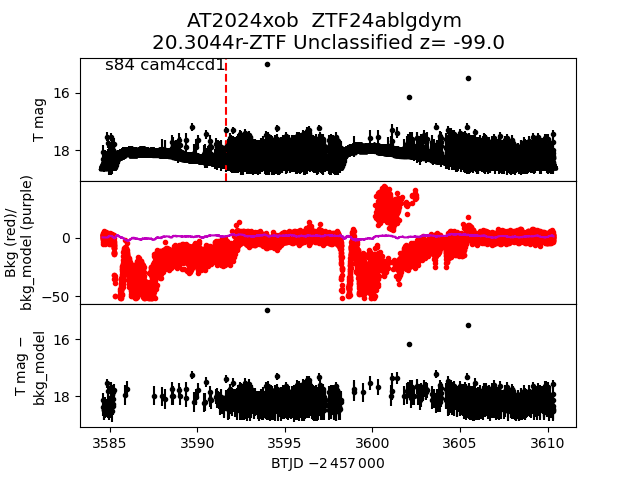 AT2024xob  ZTF24ablgdym
20.3044r-ZTF Unclassified z= -99.0
s84 cam4ccd1
T mag
16
18
Bkg (red)/
bkg_model (purple)
0
−50
T mag −
bkg_model
16
18
3585 3590 3595 3600 3605 3610
BTJD −2 457 000